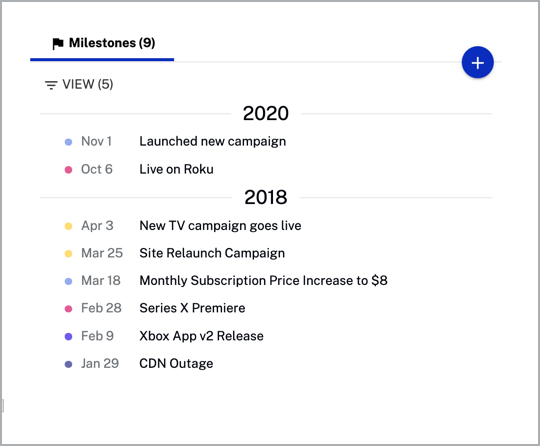 Milestones (9)
+
VIEW (5)
2020
Nov 1 Launched new campaign
Oct 6 Live on Roku
2018
Apr 3 New TV campaign goes live
Mar 25 Site Relaunch Campaign
Mar 18 Monthly Subscription Price Increase to $8
Feb 28 Series X Premiere
Feb 9 Xbox App v2 Release
Jan 29 CDN Outage